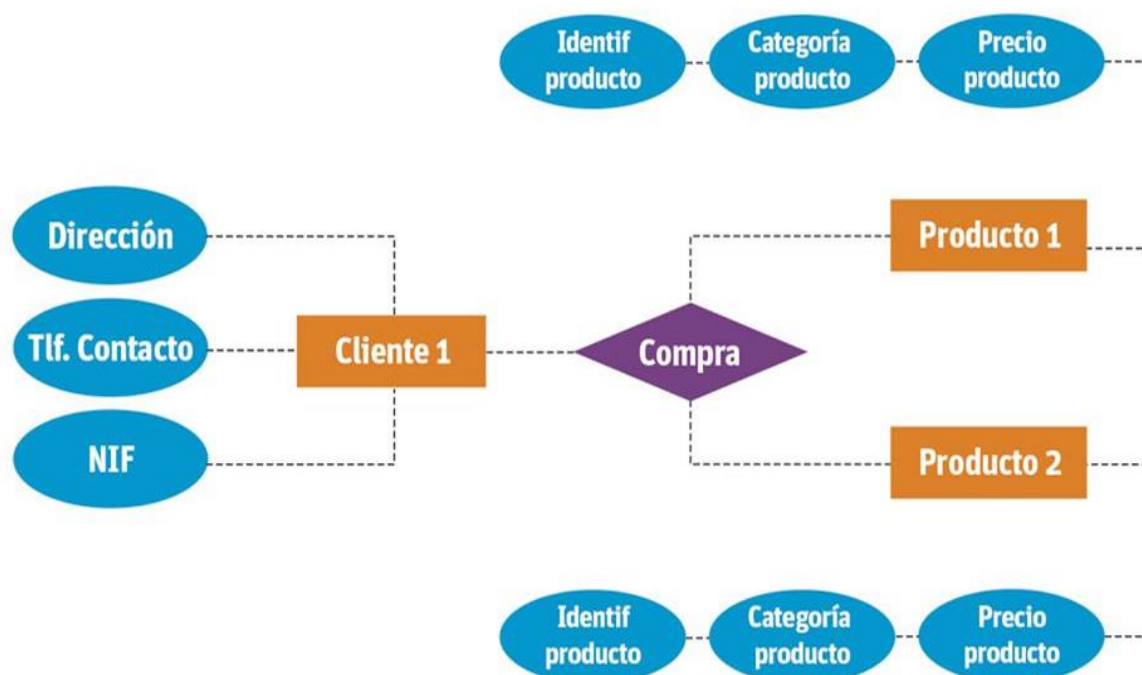 Identif
producto
Categoría
producto
Precio
producto
Dirección
Producto 1
Tlf. Contacto
Cliente 1
Compra
NIF
Producto 2
Identif
producto
Categoría
producto
Precio
producto